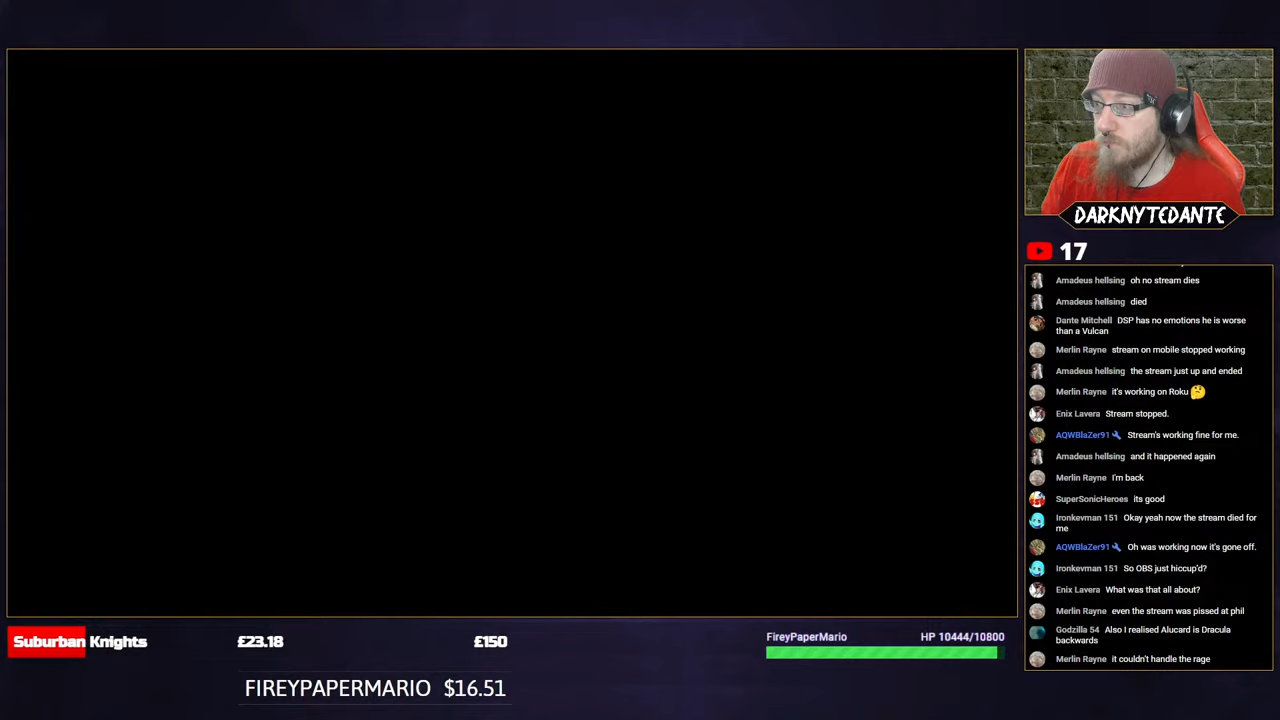 DARKNYTEDANTE
17
Amadeus hellsing oh no stream dies
Amadeus hellsing died
Dante Mitchell DSP has no emotions he is worse
than a Vulcan
Merlin Rayne stream on mobile stopped working
Amadeus hellsing the stream just up and ended
Merlin Rayne it's working on Roku 🤔
Enix Lavera Stream stopped.
AQWBlaZer91 Stream's working fine for me.
Amadeus hellsing and it happened again
Merlin Rayne I'm back
SuperSonicHeroes its good
Ironkevman 151 Okay yeah now the stream died for
me
AQWBlaZer91 Oh was working now it's gone off.
Ironkevman 151 So OBS just hiccup'd?
Enix Lavera What was that all about?
Merlin Rayne even the stream was pissed at phil
Godzilla 54 Also I realised Alucard is Dracula
backwards
Merlin Rayne it couldn't handle the rage
Suburban Knights £23.18 £150
FireyPaperMario HP 10444/10800
FIREYPAPERMARIO $16.51